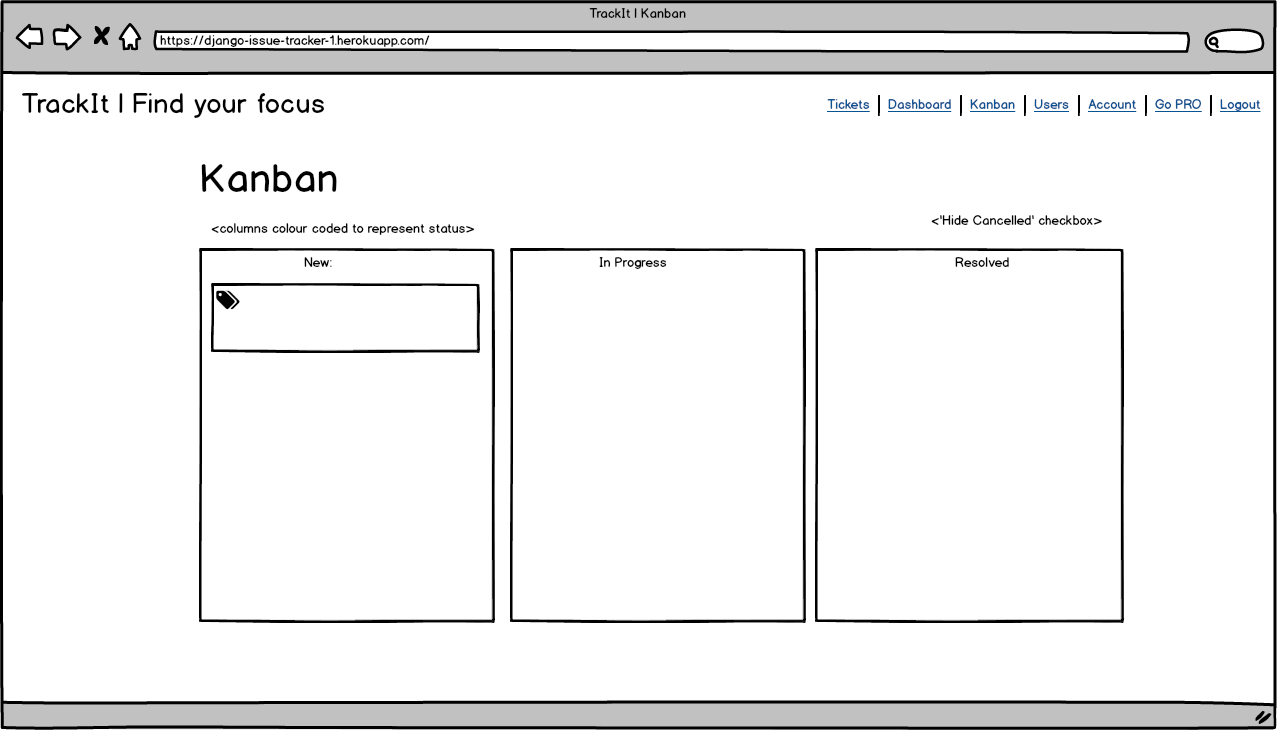 TrackIt | Kanban
https://django-issue-tracker-1.herokuapp.com/
TrackIt | Find your focus
Tickets | Dashboard | Kanban | Users | Account | Go PRO | Logout
Kanban
<'Hide Cancelled' checkbox>
<columns colour coded to represent status>
New:
In Progress
Resolved